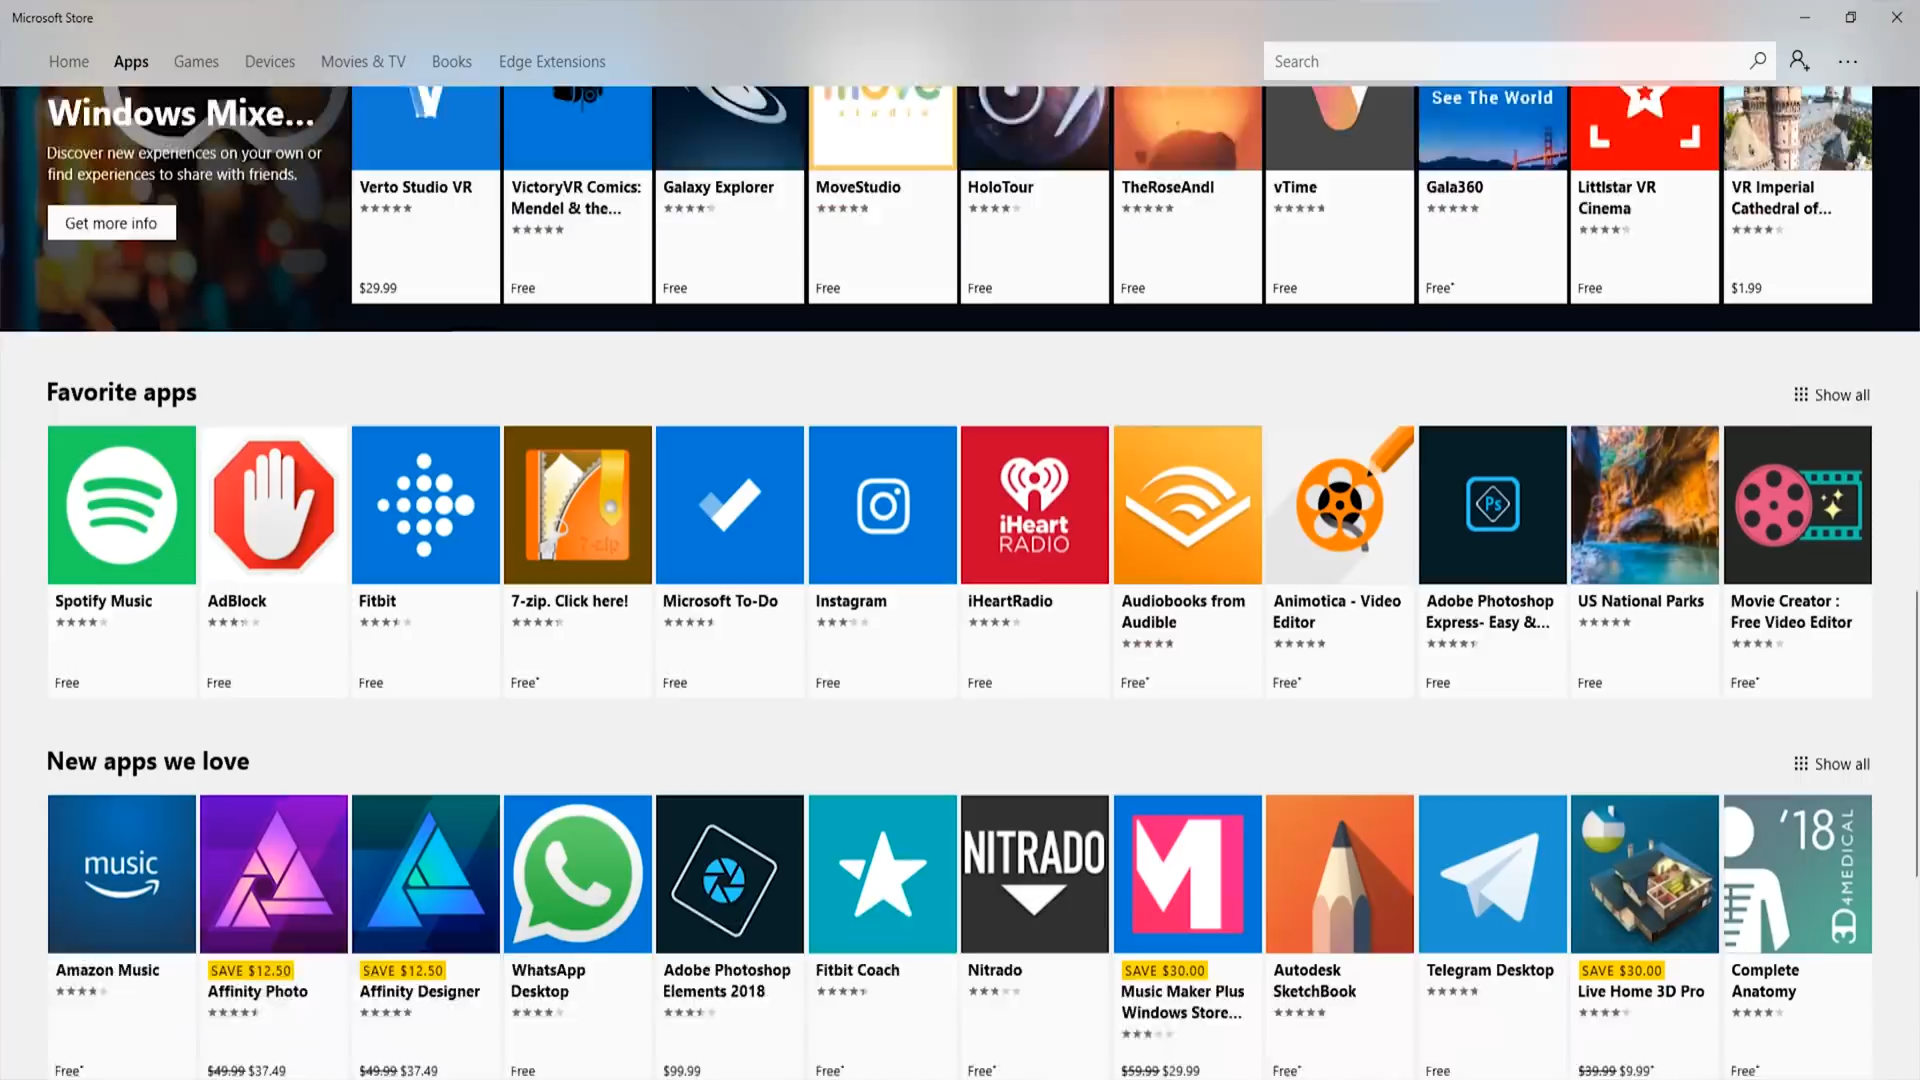 Microsoft Store
Home Apps Games Devices Movies & TV Books Edge Extensions
Search
Windows Mixe...
Discover new experiences on your own or
find experiences to share with friends.
Get more info
See The World
Verto Studio VR
$29.99
VictoryVR Comics:
Mendel & the...
Free
Galaxy Explorer
Free
move
studio
MoveStudio
Free
HoloTour
Free
TheRoseAndI
Free
vTime
Free
Gala360
Free*
Littlstar VR
Cinema
Free
VR Imperial
Cathedral of...
$1.99
Favorite apps
Show all
Spotify Music
Free
AdBlock
Free
Fitbit
Free
7-zip
7-zip. Click here!
Free*
Microsoft To-Do
Free
Instagram
Free
iHeart
RADIO
iHeartRadio
Free
Audiobooks from
Audible
Free*
Animotica - Video
Editor
Free*
Ps
Adobe Photoshop
Express- Easy &...
Free
US National Parks
Free
Movie Creator :
Free Video Editor
Free*
New apps we love
Show all
music
Amazon Music
Free*
SAVE $12.50
Affinity Photo
$49.99 $37.49
SAVE $12.50
Affinity Designer
$49.99 $37.49
WhatsApp
Desktop
Free
Adobe Photoshop
Elements 2018
$99.99
Fitbit Coach
Free*
NITRADO
Nitrado
Free*
M
SAVE $30.00
Music Maker Plus
Windows Store...
$59.99 $29.99
Autodesk
SketchBook
Free*
Telegram Desktop
Free
SAVE $30.00
Live Home 3D Pro
$39.99 $9.99*
'18
3D4MEDICAL
Complete
Anatomy
Free*